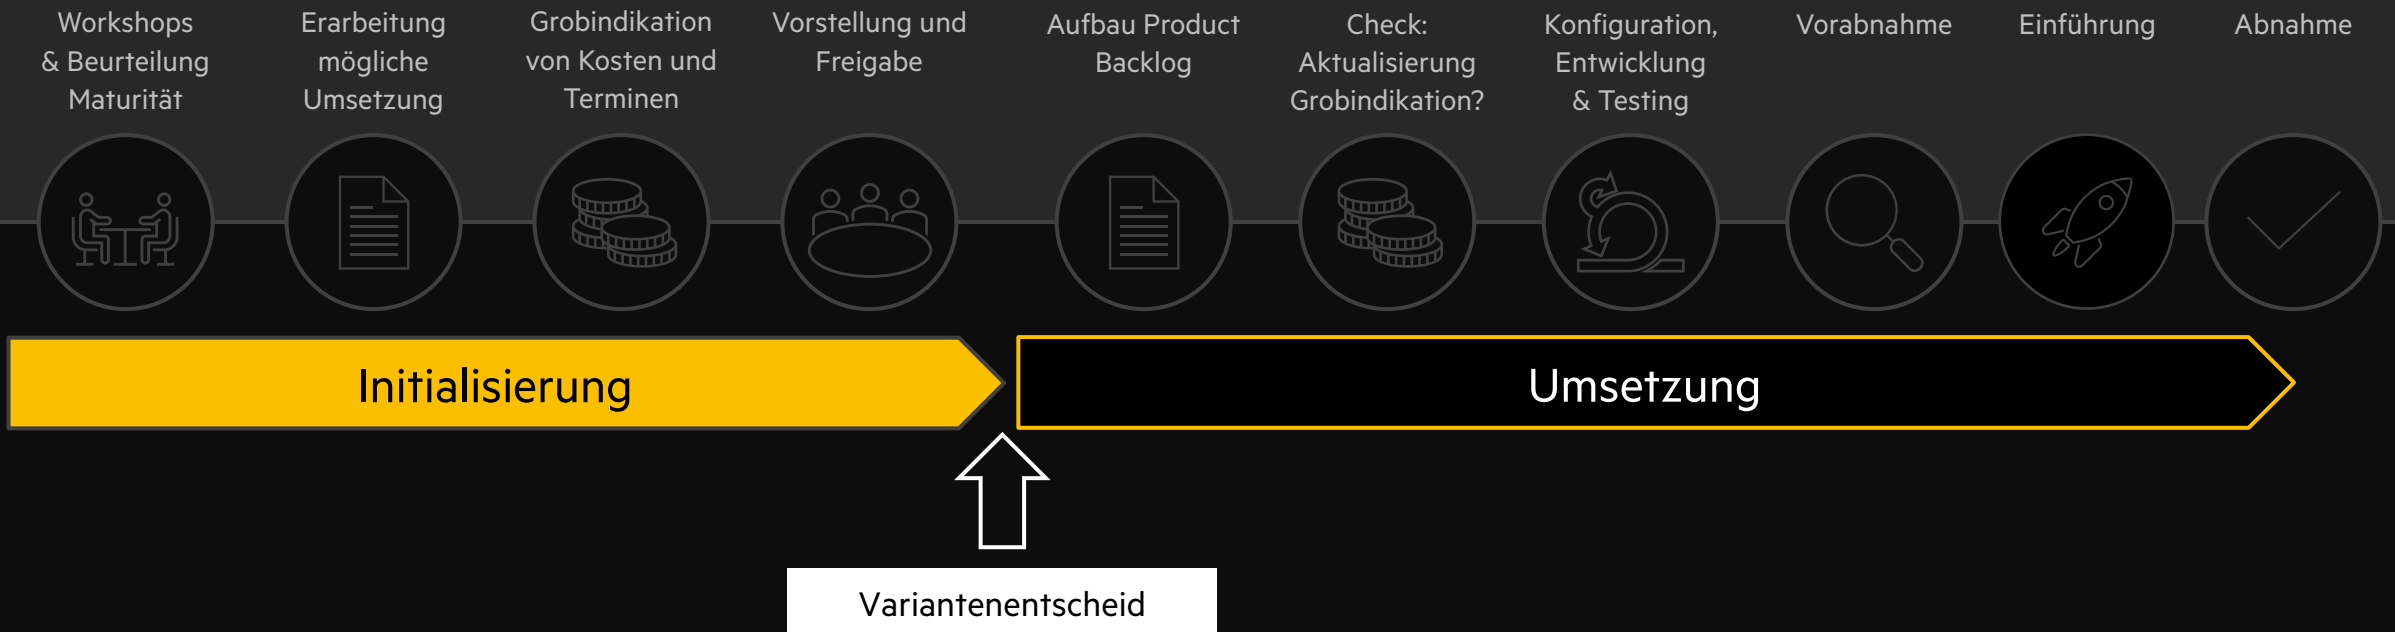 Workshops
& Beurteilung
Maturität
Erarbeitung
mögliche
Umsetzung
Grobindikation
von Kosten und
Terminen
Vorstellung und
Freigabe
Aufbau Product
Backlog
Check:
Aktualisierung
Grobindikation?
Konfiguration,
Entwicklung
& Testing
Vorabnahme
Einführung
Abnahme
Initialisierung
Umsetzung
Variantenentscheid